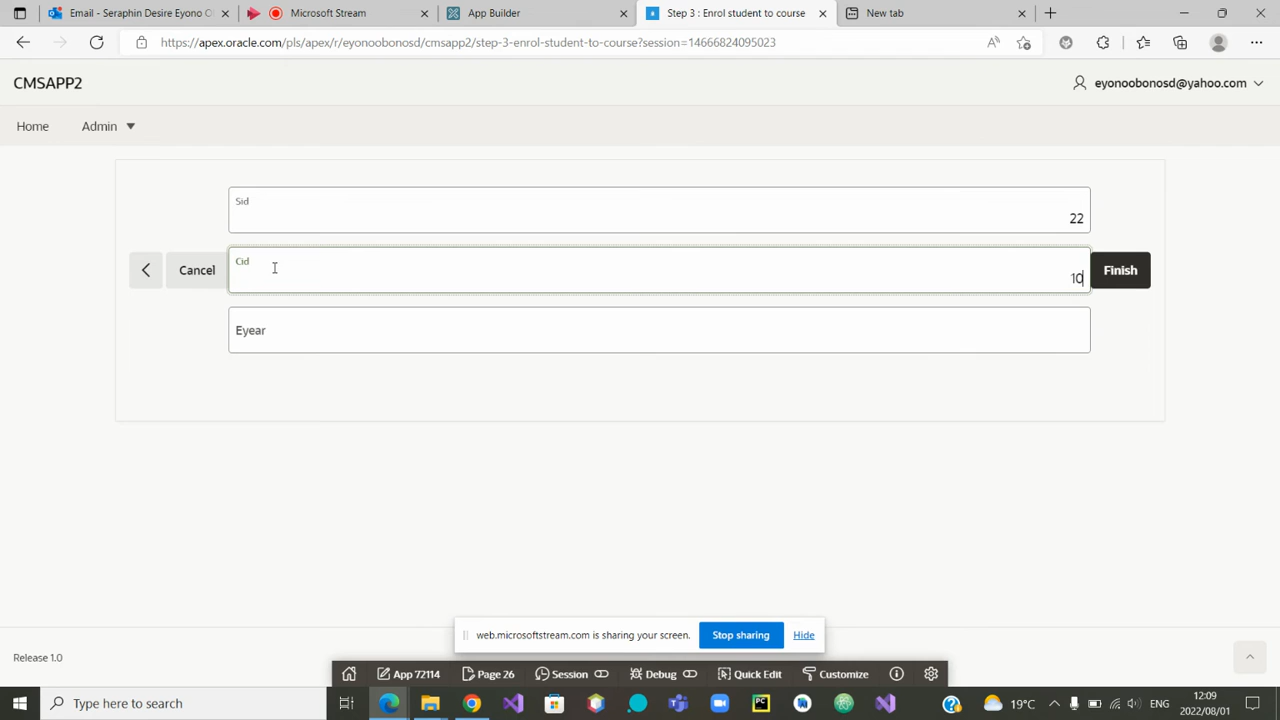 Email - Seraphin Desire Eyono O
Microsoft Stream
App Builder
Step 3 : Enrol student to course
New tab
https://apex.oracle.com/pls/apex/r/eyonoobonosd/cmsapp2/step-3-enrol-student-to-course?session=14666824095023
CMSAPP2
eyonoobonosd@yahoo.com
Home
Admin
Sid
22
Cancel
Cid
10
Finish
Eyear
web.microsoftstream.com is sharing your screen.
Stop sharing
Hide
Release 1.0
App 72114
Page 26
Session
Debug
Quick Edit
Customize
Type here to search
19°C
ENG
12:09
2022/08/01